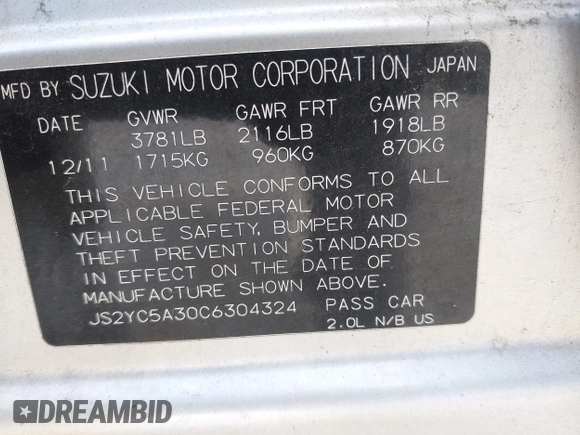 MFD BY SUZUKI MOTOR CORPORATION JAPAN
DATE GVWR GAWR FRT GAWR RR
3781LB 2116LB 1918LB
12/11 1715KG 960KG 870KG
THIS VEHICLE CONFORMS TO ALL
APPLICABLE FEDERAL MOTOR
VEHICLE SAFETY, BUMPER AND
THEFT PREVENTION STANDARDS
IN EFFECT ON THE DATE OF
MANUFACTURE SHOWN ABOVE.
JS2YC5A30C6304324 PASS CAR
2.0L N/B US
DREAMBID